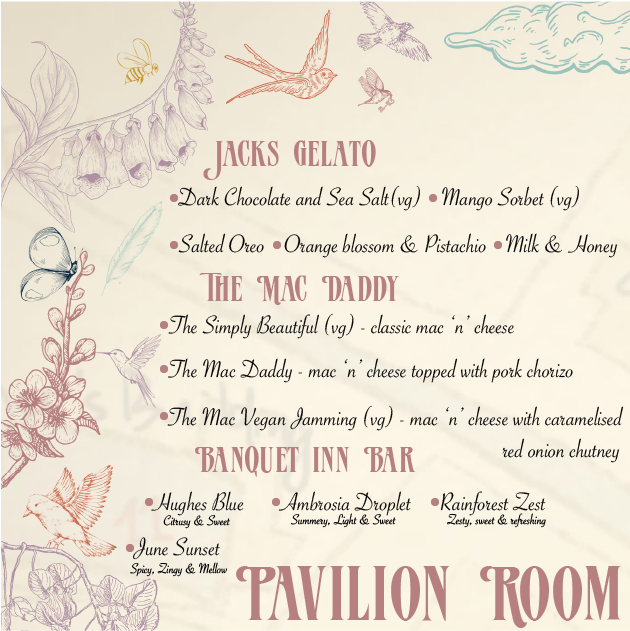 Jacks Gelato
•Dark Chocolate and Sea Salt(vg) •Mango Sorbet (vg)
•Salted Oreo •Orange blossom & Pistachio •Milk & Honey
The Mac Daddy
•The Simply Beautiful (vg) - classic mac ‘n’ cheese
•The Mac Daddy - mac ‘n’ cheese topped with pork chorizo
•The Mac Vegan Jamming (vg) - mac ‘n’ cheese with caramelised
red onion chutney
Banquet Inn Bar
•Hughes Blue •Ambrosia Droplet •Rainforest Zest
Citrusy & Sweet Summery, Light & Sweet Zesty, sweet & refreshing
•June Sunset
Spicy, Zingy & Mellow
Pavilion Room